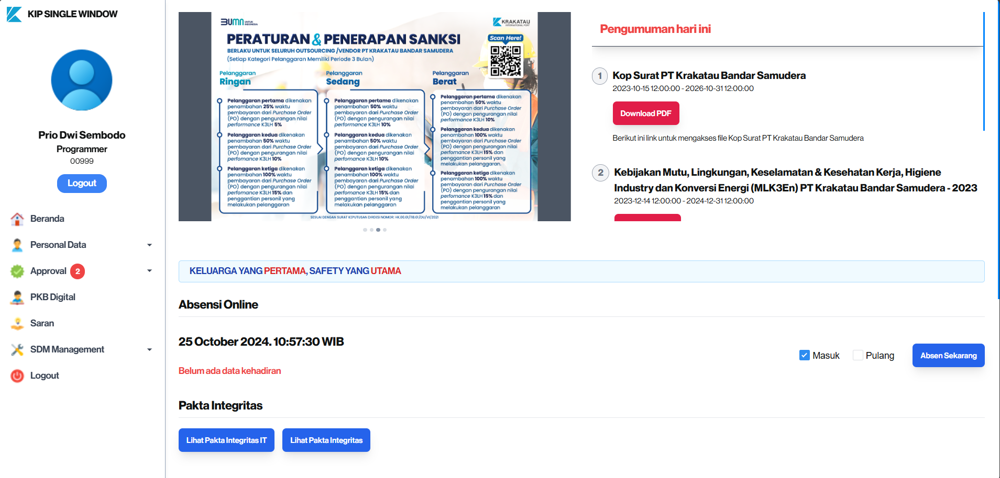 KIP SINGLE WINDOW
Prio Dwi Sembodo
Programmer
00999
Logout
Beranda
Personal Data
Approval 2
PKB Digital
Saran
SDM Management
Logout
BUMN UNTUK INDONESIA
KRAKATAU
INTERNATIONAL PORT
PERATURAN & PENERAPAN SANKSI
BERLAKU UNTUK SELURUH OUTSOURCING /VENDOR PT KRAKATAU BANDAR SAMUDERA
(Setiap Kategori Pelanggaran Memiliki Periode 3 Bulan)
Scan Here!
Pelanggaran
Ringan
Pelanggaran pertama dikenakan
penambahan 25% waktu
pembayaran dari Purchase Order
(PO) dengan pengurangan nilai
performance K3LH 5%
Pelanggaran kedua dikenakan
penambahan 50% waktu
pembayaran dari Purchase Order
(PO) dengan pengurangan nilai
perfomance K3LH 10%
Pelanggaran ketiga dikenakan
penambahan 100% waktu
pembayaran dari Purchase Order
(PO) dengan pengurangan nilai
perfomance K3LH 15% dan
penggantian personil yang
melakukan pelanggaran
Pelanggaran
Sedang
Pelanggaran pertama dikenakan
penambahan 50% waktu
pembayaran dari Purchase Order
(PO) dengan pengurangan nilai
performance K3LH 10%
Pelanggaran kedua dikenakan
penambahan 50% waktu
pembayaran dari Purchase Order
(PO) dengan pengurangan nilai
perfomance K3LH 10%
Pelanggaran ketiga dikenakan
penambahan 100% waktu
pembayaran dari Purchase Order
(PO) dengan pengurangan nilai
perfomance K3LH 15% dan
penggantian personil yang
melakukan pelanggaran
Pelanggaran
Berat
Pelanggaran pertama dikenakan
penambahan 50% waktu
pembayaran dari Purchase Order
(PO) dengan pengurangan nilai
performance K3LH 10%
Pelanggaran kedua dikenakan
penambahan 100% waktu
pembayaran dari Purchase Order
(PO) dengan pengurangan nilai
perfomance K3LH 15% dan
penggantian personil yang
melakukan pelanggaran.
Pelanggaran ketiga dikenakan
penambahan 100% waktu
pembayaran dari Purchase Order
(PO) dengan pengurangan nilai
perfomance K3LH 15% dan
penggantian personil yang
melakukan pelanggaran
SESUAI DENGAN SURAT KEPUTUSAN DIREKSI NOMOR: HK.00.01/118.01/DU/VI/2021
Pengumuman hari ini
1 Kop Surat PT Krakatau Bandar Samudera
2023-10-15 12:00:00 - 2026-10-31 12:00:00
Download PDF
Berikut ini link untuk mengakses file Kop Surat PT Krakatau Bandar Samudera
2 Kebijakan Mutu, Lingkungan, Keselamatan & Kesehatan Kerja, Higiene
Industry dan Konversi Energi (MLK3En) PT Krakatau Bandar Samudera - 2023
2023-12-14 12:00:00 - 2024-12-31 12:00:00
KELUARGA YANG PERTAMA, SAFETY YANG UTAMA
Absensi Online
25 October 2024. 10:57:30 WIB
Belum ada data kehadiran
Masuk
Pulang
Absen Sekarang
Pakta Integritas
Lihat Pakta Integritas IT
Lihat Pakta Integritas